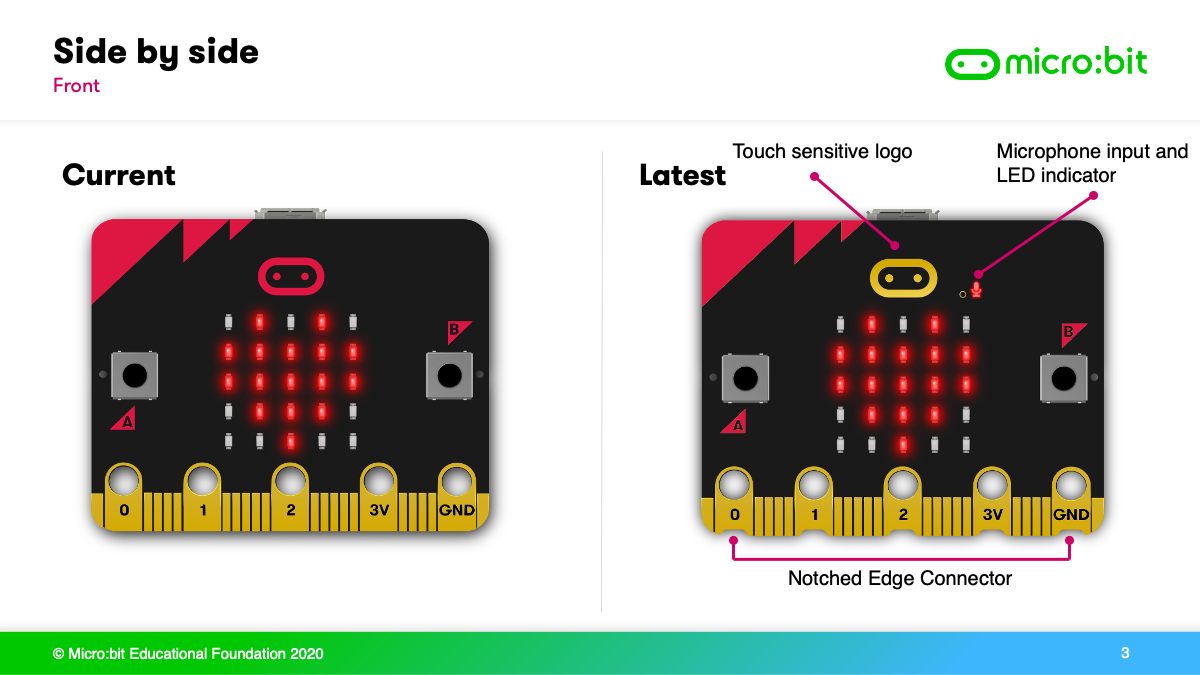 Side by side
Front
micro:bit
Current
Latest
Touch sensitive logo
Microphone input and
LED indicator
B
A
0 1 2 3V GND
B
A
0 1 2 3V GND
Notched Edge Connector
© Micro:bit Educational Foundation 2020
3